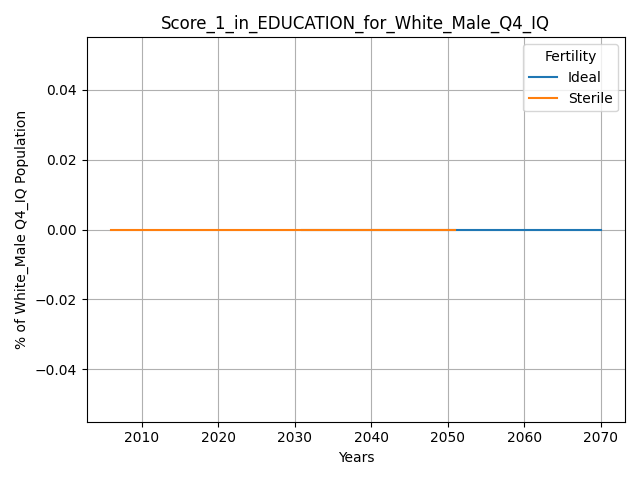 Score_1_in_EDUCATION_for_White_Male_Q4_IQ
Fertility
Ideal
Sterile
% of White_Male Q4_IQ Population
0.04
0.02
0.00
−0.02
−0.04
2010 2020 2030 2040 2050 2060 2070
Years